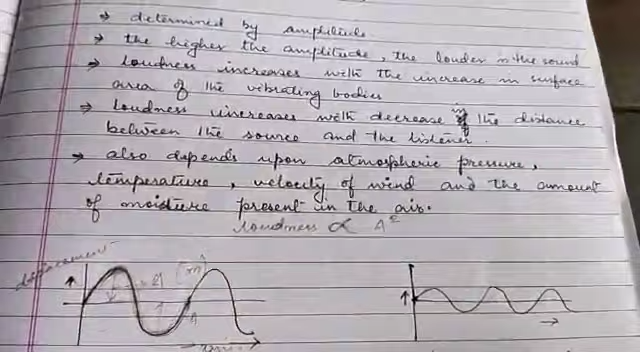 → determined by amplitude
→ the higher the amplitude, the louder is the sound
→ loudness increases with the increase in surface
area of the vibrating bodies
→ loudness increases with decrease in the distance
between the source and the listener.
→ also depends upon atmospheric pressure,
temperature, velocity of wind and the amount
of moisture present in the air.
loudness ∝ A²
displacement